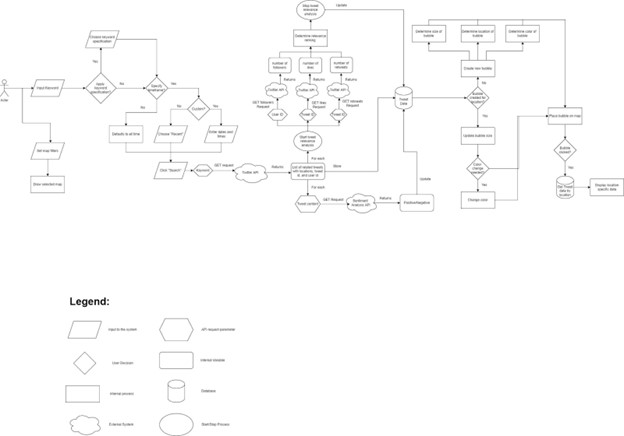 Stop tweet
relevance
analysis
Update
Determine relevance
ranking
number of
followers
number of
likes
number of
retweets
Returns
Returns
Returns
Twitter API
Twitter API
Twitter API
GET followers
Request
GET likes
Request
GET retweets
Request
User ID
Tweet ID
Tweet ID
Start tweet
relevance
analysis
For each
Choose keyword
specification
Yes
Actor
Input Keyword
Apply
keyword
specification?
No
Specify
timeframe?
Yes
No
Custom?
No
Yes
Defaults to all time
Choose "Recent"
Enter dates and
times
Set map filters
Show selected map
Click "Search"
Keyword
GET request
Twitter API
Returns
List of related tweets
with locations, tweet
id, and user id
Store
For each
Tweet content
GET Request
Sentiment
Analysis API
Returns
Positive/Negative
Update
Tweet
Data
Determine size of
bubble
Determine location of
bubble
Determine color of
bubble
Create new bubble
No
Bubble
created for
location?
Yes
Update bubble size
Color
change
needed?
No
Yes
Change color
Place bubble on map
Bubble
clicked?
Yes
Get Tweet
Data for
location
Display location
specific data
Legend:
Input to the system
API request parameter
User Decision
Internal process
Database
External System
Start/Stop Process